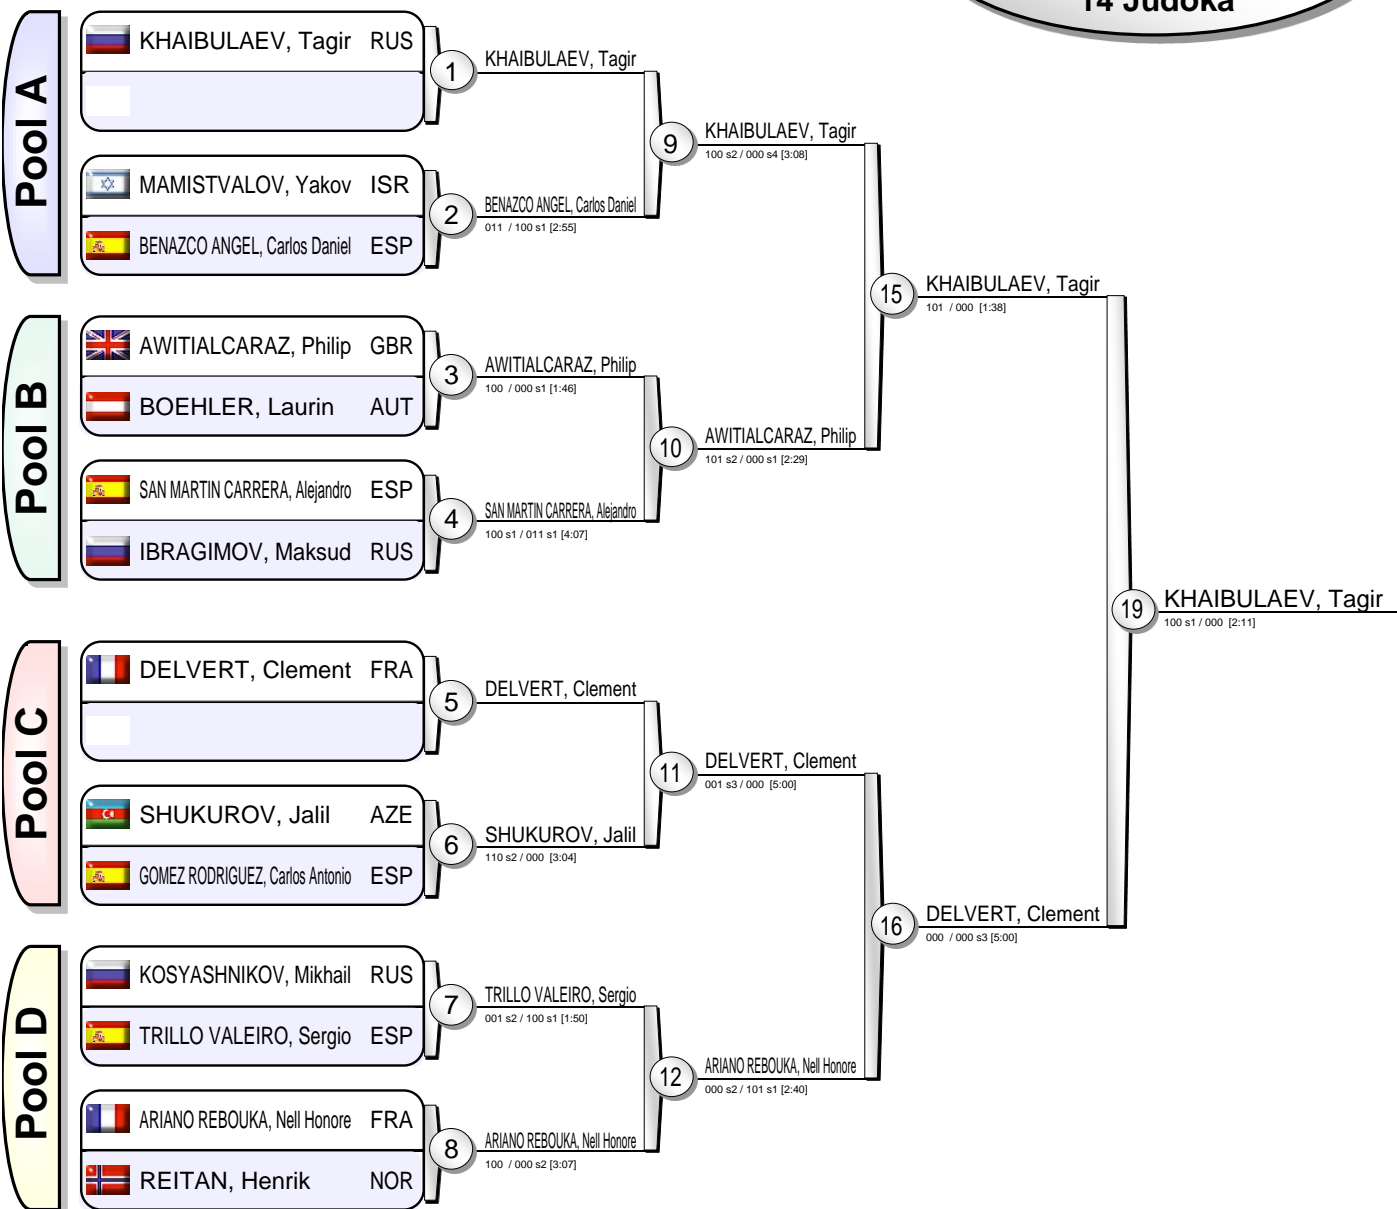 14 Judoka
Pool A
KHAIBULAEV, Tagir RUS
1
KHAIBULAEV, Tagir
MAMISTVALOV, Yakov ISR
BENAZCO ANGEL, Carlos Daniel ESP
2
BENAZCO ANGEL, Carlos Daniel
011 / 100 s1 [2:55]
9
KHAIBULAEV, Tagir
100 s2 / 000 s4 [3:08]
Pool B
AWITIALCARAZ, Philip GBR
BOEHLER, Laurin AUT
3
AWITIALCARAZ, Philip
100 / 000 s1 [1:46]
SAN MARTIN CARRERA, Alejandro ESP
IBRAGIMOV, Maksud RUS
4
SAN MARTIN CARRERA, Alejandro
100 s1 / 011 s1 [4:07]
10
AWITIALCARAZ, Philip
101 s2 / 000 s1 [2:29]
15
KHAIBULAEV, Tagir
101 / 000 [1:38]
Pool C
DELVERT, Clement FRA
5
DELVERT, Clement
SHUKUROV, Jalil AZE
GOMEZ RODRIGUEZ, Carlos Antonio ESP
6
SHUKUROV, Jalil
110 s2 / 000 [3:04]
11
DELVERT, Clement
001 s3 / 000 [5:00]
Pool D
KOSYASHNIKOV, Mikhail RUS
TRILLO VALEIRO, Sergio ESP
7
TRILLO VALEIRO, Sergio
001 s2 / 100 s1 [1:50]
ARIANO REBOUKA, Nell Honore FRA
REITAN, Henrik NOR
8
ARIANO REBOUKA, Nell Honore
100 / 000 s2 [3:07]
12
ARIANO REBOUKA, Nell Honore
000 s2 / 101 s1 [2:40]
16
DELVERT, Clement
000 / 000 s3 [5:00]
19
KHAIBULAEV, Tagir
100 s1 / 000 [2:11]